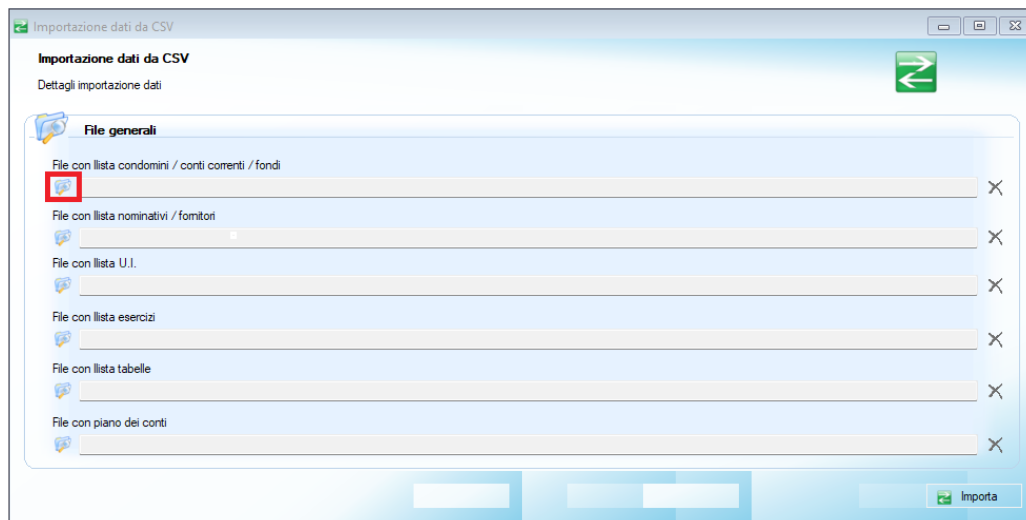 Importazione dati da CSV
Importazione dati da CSV
Dettagli importazione dati
File generali
File con llista condomini / conti correnti / fondi
File con llista nominativi / fornitori
File con llista U.I.
File con llista esercizi
File con llista tabelle
File con piano dei conti
Importa